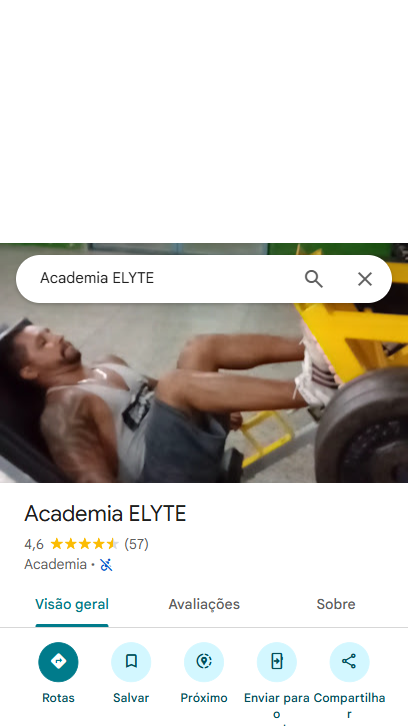 Academia ELYTE
Academia ELYTE
4,6 (57)
Academia ·
Visão geral Avaliações Sobre
Rotas Salvar Próximo Enviar para o Compartilhar